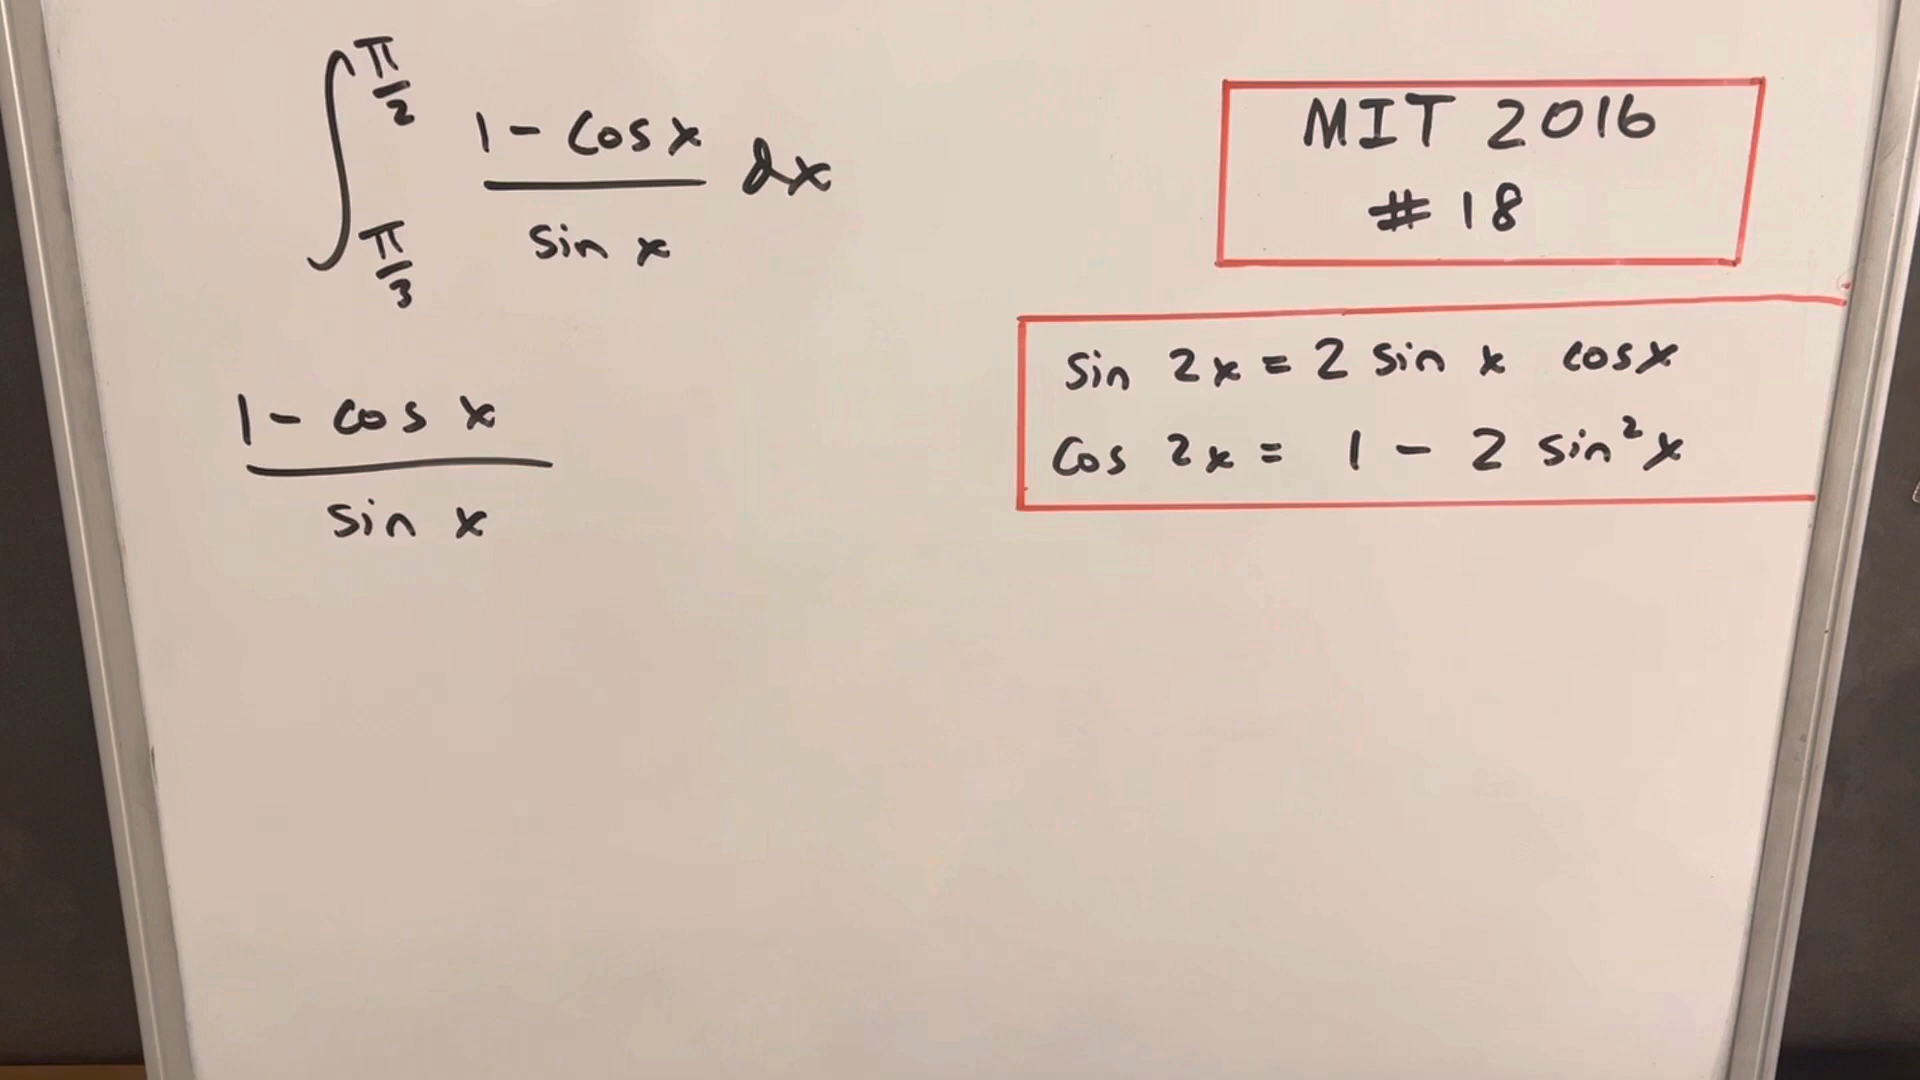 ∫_{π/3}^{π/2} (1 - cos x)/(sin x) dx
MIT 2016
# 18
sin 2x = 2 sin x cos x
cos 2x = 1 - 2 sin²x
1 - cos x
sin x